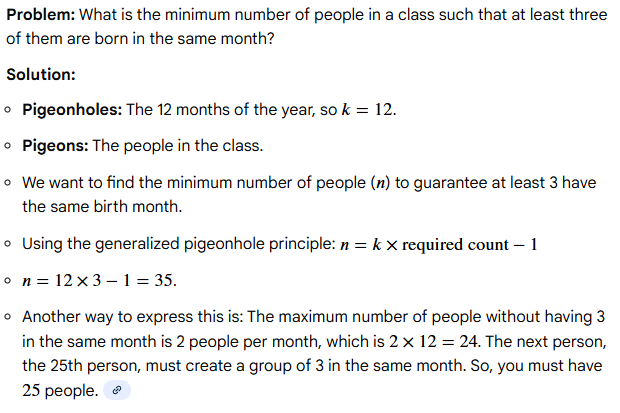 Problem: What is the minimum number of people in a class such that at least three
of them are born in the same month?
Solution:
Pigeonholes: The 12 months of the year, so k = 12.
Pigeons: The people in the class.
We want to find the minimum number of people (n) to guarantee at least 3 have
the same birth month.
Using the generalized pigeonhole principle: n = k × required count − 1
n = 12 × 3 − 1 = 35.
Another way to express this is: The maximum number of people without having 3
in the same month is 2 people per month, which is 2 × 12 = 24. The next person,
the 25th person, must create a group of 3 in the same month. So, you must have
25 people.